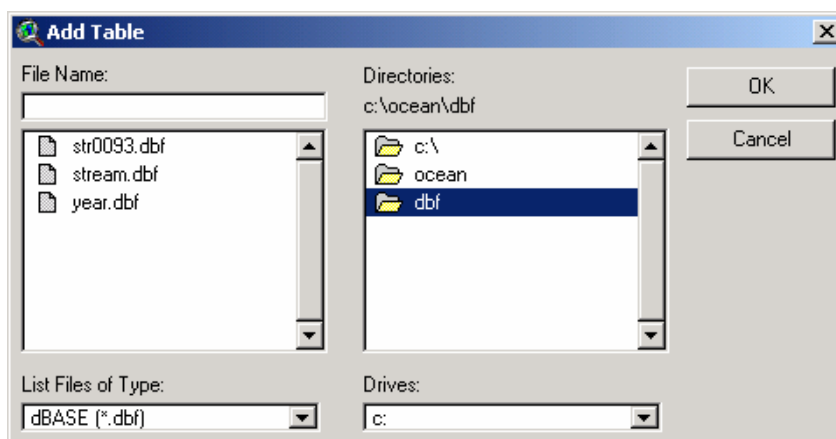 Add Table
File Name:
str0093.dbf
stream.dbf
year.dbf
List Files of Type:
dBASE (*.dbf)
Directories:
c:\ocean\dbf
c:\
ocean
dbf
Drives:
c:
OK
Cancel